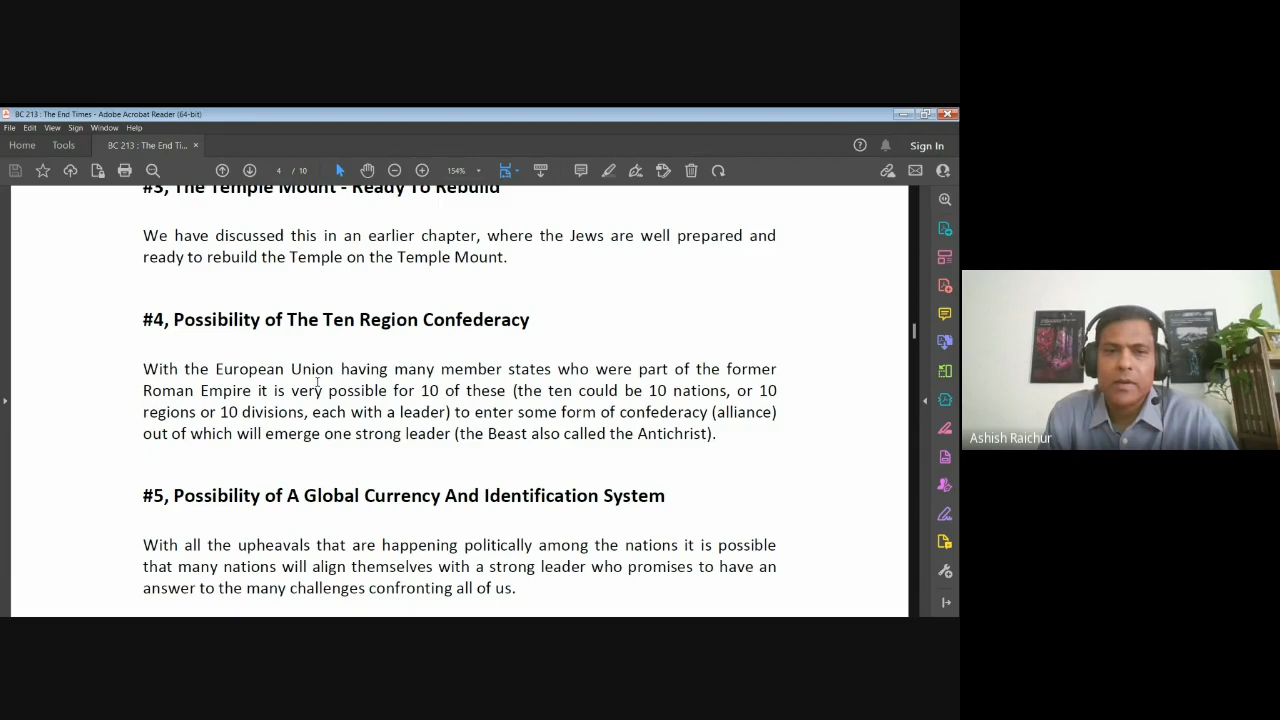 BC 213 : The End Times - Adobe Acrobat Reader (64-bit)
File Edit View Sign Window Help
Home Tools BC 213 : The End Ti... × Sign In
4 / 10 154%
#3, The Temple Mount - Ready To Rebuild
We have discussed this in an earlier chapter, where the Jews are well prepared and
ready to rebuild the Temple on the Temple Mount.
#4, Possibility of The Ten Region Confederacy
With the European Union having many member states who were part of the former
Roman Empire it is very possible for 10 of these (the ten could be 10 nations, or 10
regions or 10 divisions, each with a leader) to enter some form of confederacy (alliance)
out of which will emerge one strong leader (the Beast also called the Antichrist).
#5, Possibility of A Global Currency And Identification System
With all the upheavals that are happening politically among the nations it is possible
that many nations will align themselves with a strong leader who promises to have an
answer to the many challenges confronting all of us.
Ashish Raichur